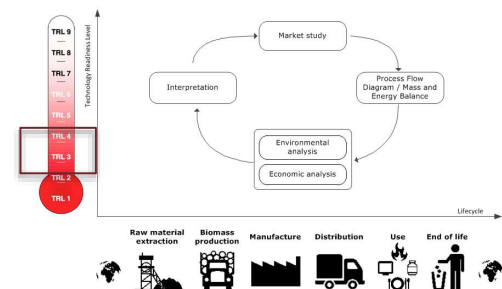 TRL 9
TRL 8
TRL 7
TRL 6
TRL 5
TRL 4
TRL 3
TRL 2
TRL 1
Technology Readiness Level
Market study
Interpretation
Process Flow
Diagram / Mass and
Energy Balance
Environmental
analysis
Economic analysis
Lifecycle
Raw material
extraction
Biomass
production
Manufacture
Distribution
Use
End of life